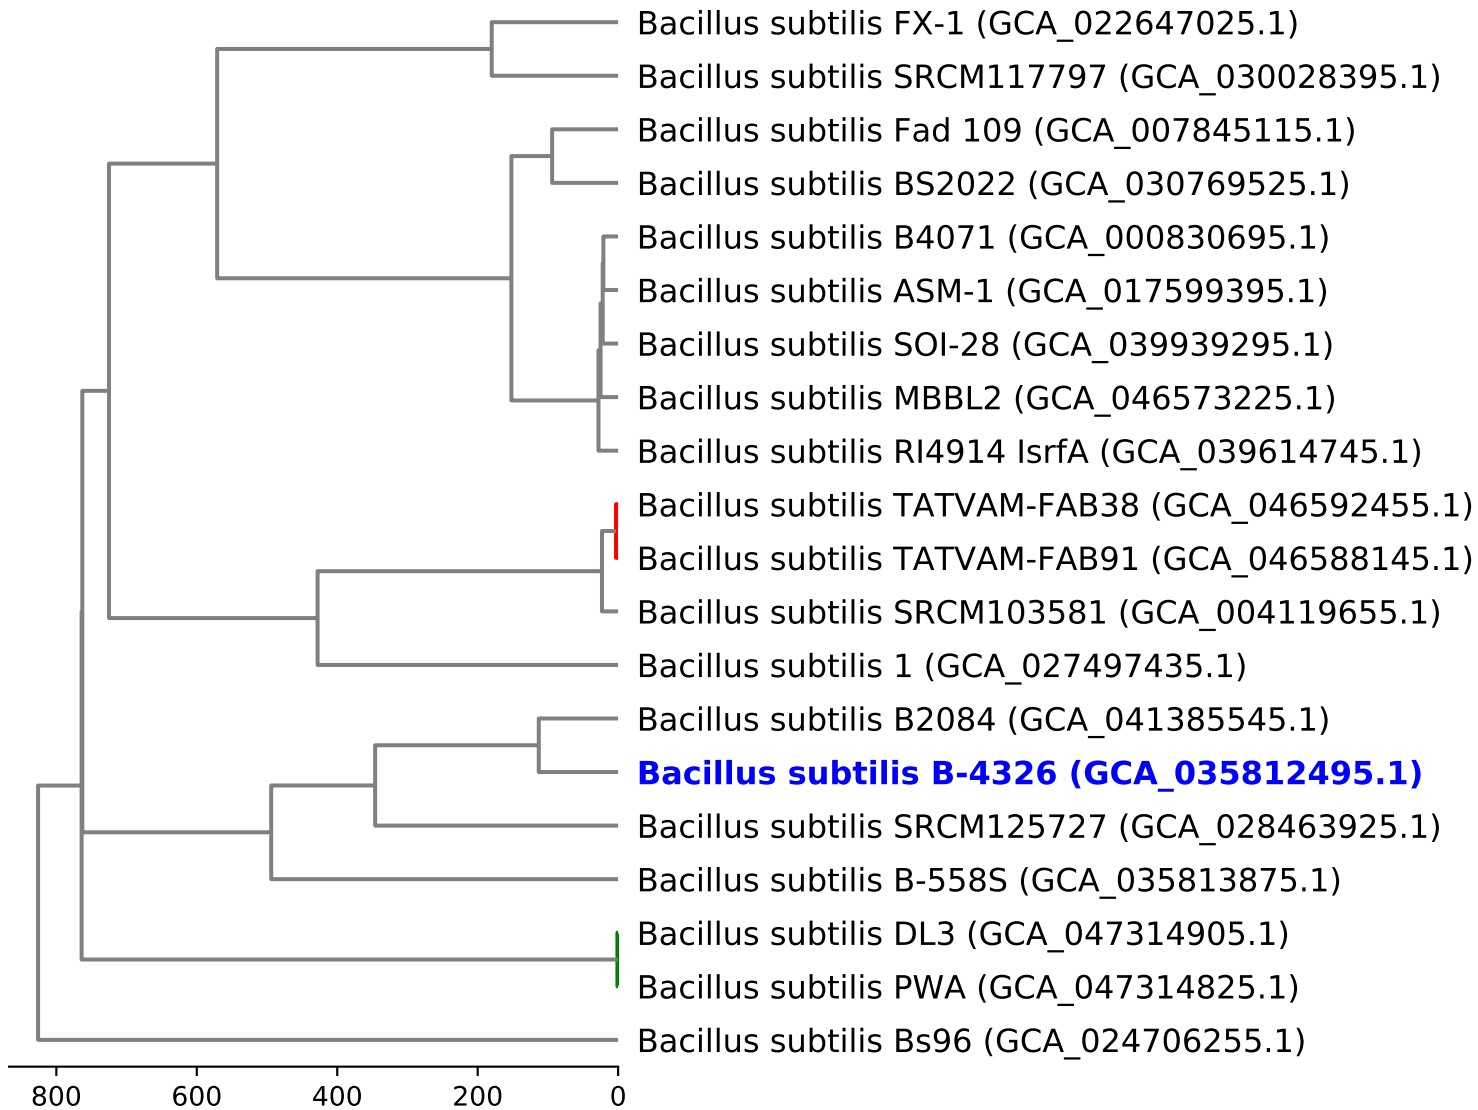 Bacillus subtilis FX-1 (GCA_022647025.1)
Bacillus subtilis SRCM117797 (GCA_030028395.1)
Bacillus subtilis Fad 109 (GCA_007845115.1)
Bacillus subtilis BS2022 (GCA_030769525.1)
Bacillus subtilis B4071 (GCA_000830695.1)
Bacillus subtilis ASM-1 (GCA_017599395.1)
Bacillus subtilis SOI-28 (GCA_039939295.1)
Bacillus subtilis MBBL2 (GCA_046573225.1)
Bacillus subtilis RI4914 IsrfA (GCA_039614745.1)
Bacillus subtilis TATVAM-FAB38 (GCA_046592455.1)
Bacillus subtilis TATVAM-FAB91 (GCA_046588145.1)
Bacillus subtilis SRCM103581 (GCA_004119655.1)
Bacillus subtilis 1 (GCA_027497435.1)
Bacillus subtilis B2084 (GCA_041385545.1)
Bacillus subtilis B-4326 (GCA_035812495.1)
Bacillus subtilis SRCM125727 (GCA_028463925.1)
Bacillus subtilis B-558S (GCA_035813875.1)
Bacillus subtilis DL3 (GCA_047314905.1)
Bacillus subtilis PWA (GCA_047314825.1)
Bacillus subtilis Bs96 (GCA_024706255.1)
800 600 400 200 0